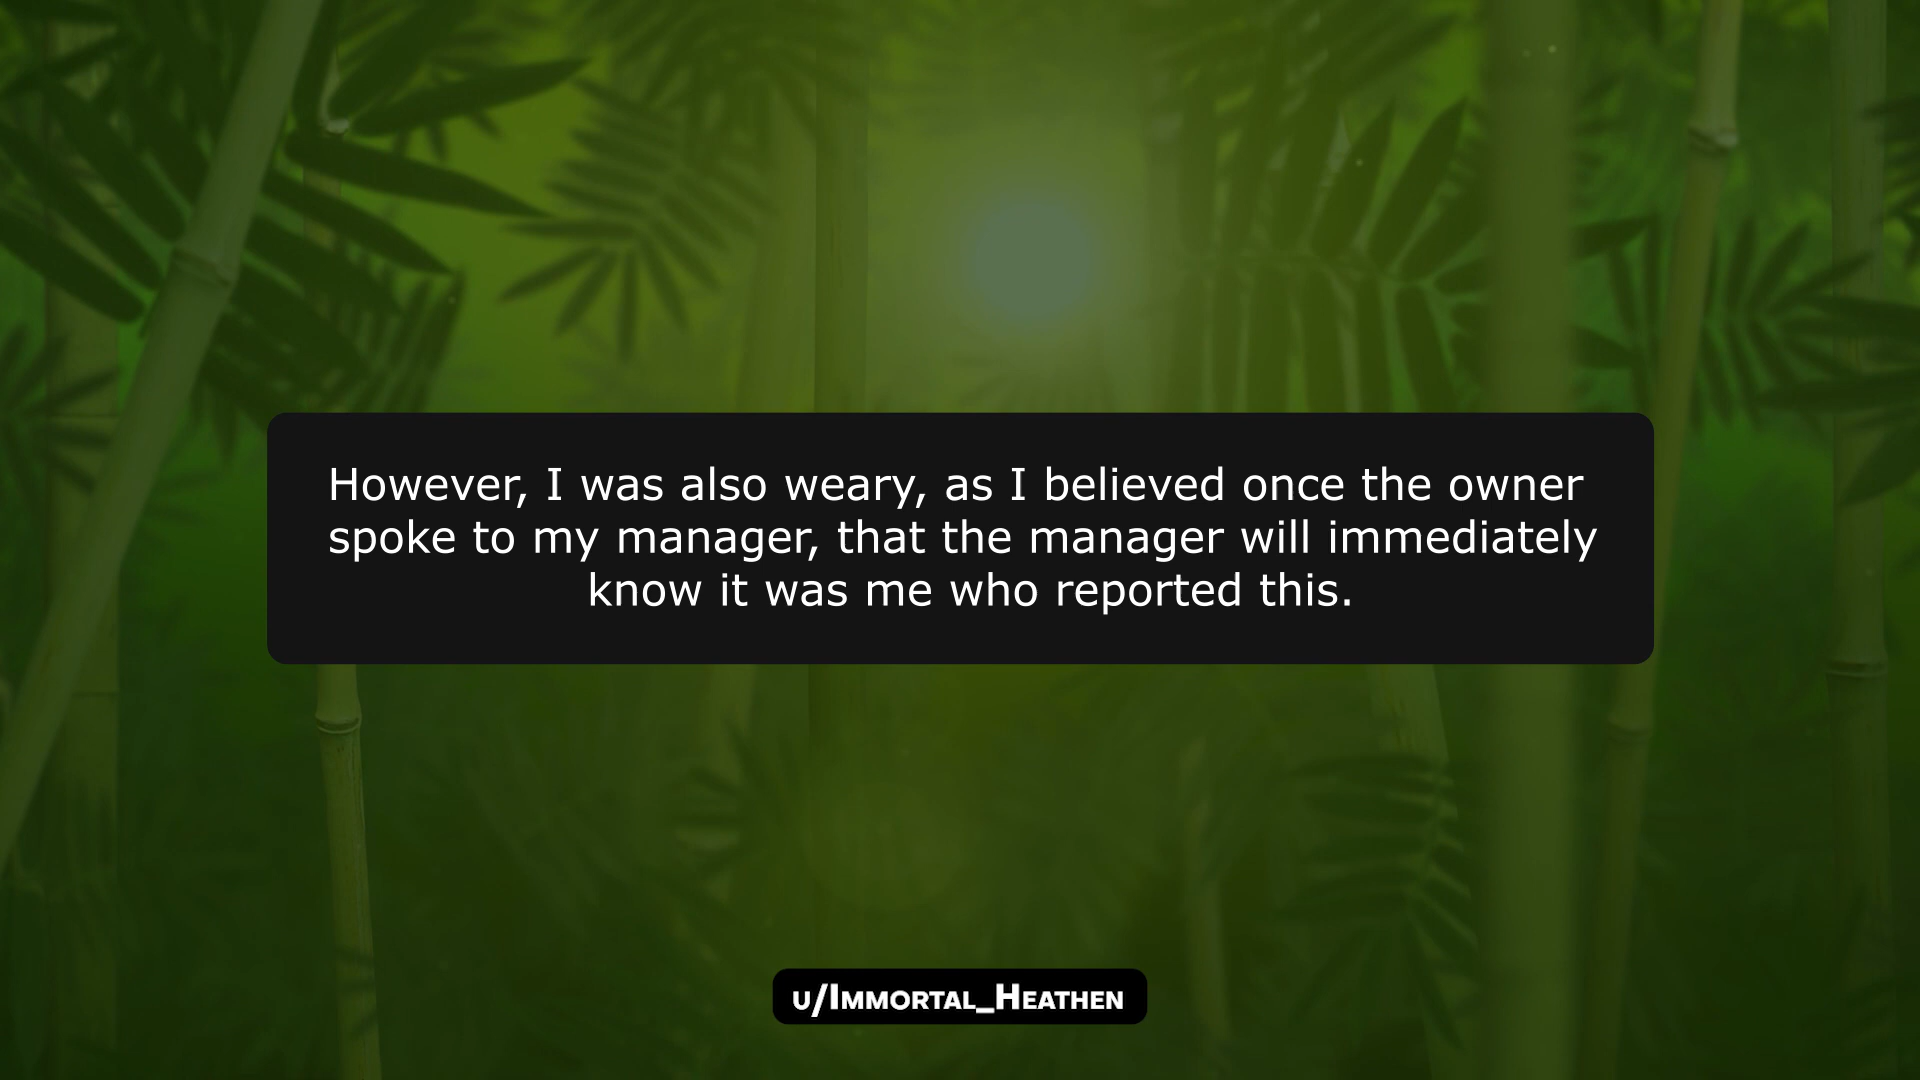 However, I was also weary, as I believed once the owner
spoke to my manager, that the manager will immediately
know it was me who reported this.
u/Immortal_Heathen